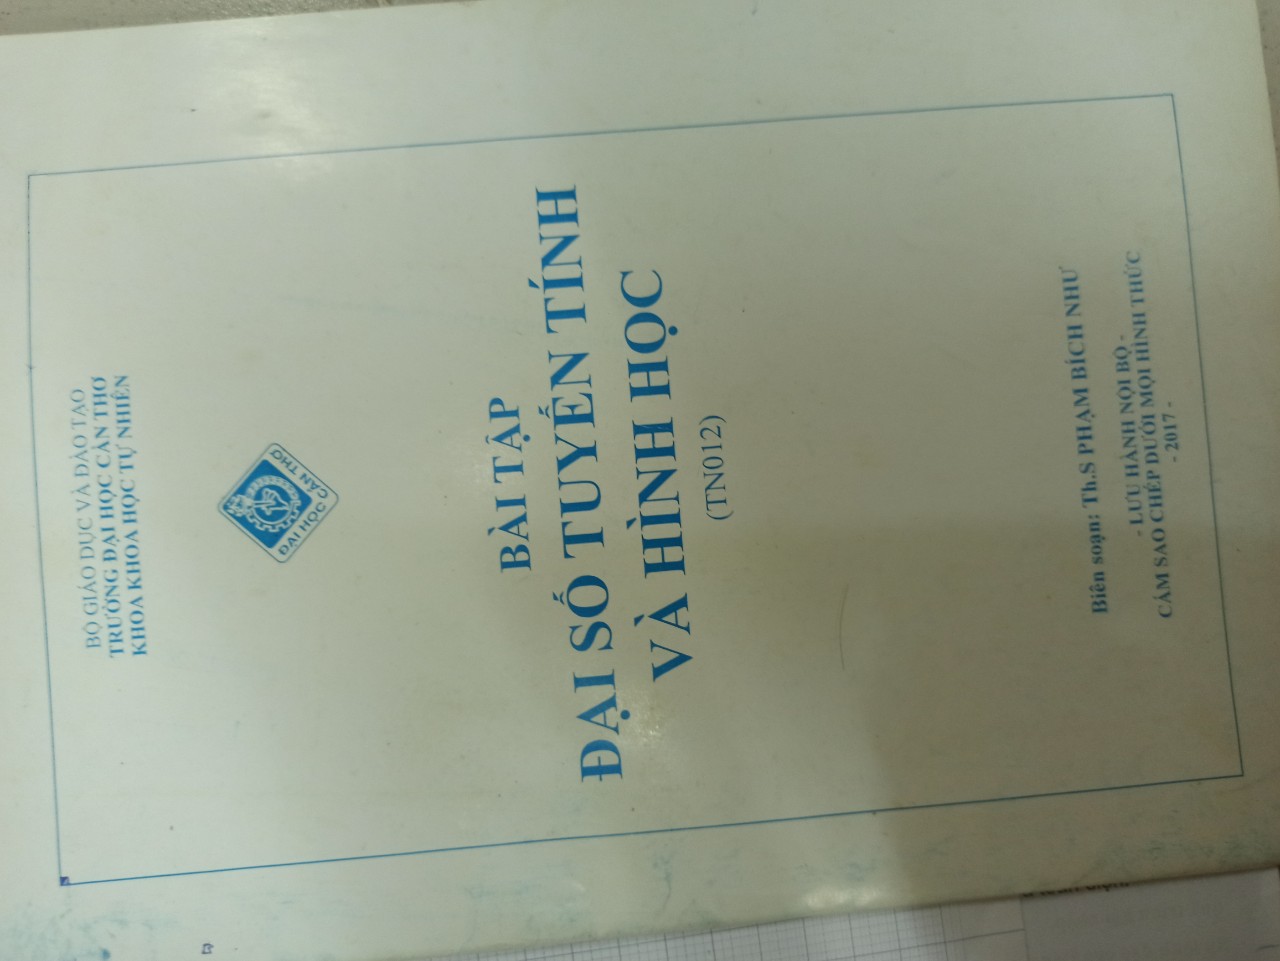 BỘ GIÁO DỤC VÀ ĐÀO TẠO
TRƯỜNG ĐẠI HỌC CẦN THƠ
KHOA KHOA HỌC TỰ NHIÊN
ĐẠI HỌC CẦN THƠ
BÀI TẬP
ĐẠI SỐ TUYẾN TÍNH
VÀ HÌNH HỌC
(TN012)
Biên soạn: Th.S PHẠM BÍCH NHƯ
- LƯU HÀNH NỘI BỘ -
CẤM SAO CHÉP DƯỚI MỌI HÌNH THỨC
- 2017 -